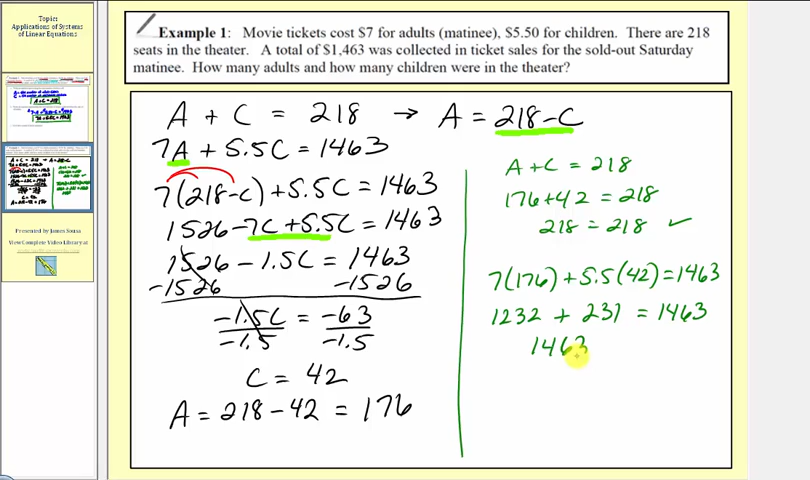 Topics
Applications of Systems
of Linear Equations
Presented by James Sousa
View Complete Video Library at
Example 1: Movie tickets cost $7 for adults (matinee), $5.50 for children. There are 218
seats in the theater. A total of $1,463 was collected in ticket sales for the sold-out Saturday
matinee. How many adults and how many children were in the theater?
A + C = 218 → A = 218-C
7A + 5.5C = 1463
7(218-C) + 5.5C = 1463
1526 - 7C + 5.5C = 1463
1526 - 1.5C = 1463
-1526 -1526
-1.5C = -63
-1.5 -1.5
C = 42
A = 218 - 42 = 176
A + C = 218
176 + 42 = 218
218 = 218 ✓
7(176) + 5.5(42) = 1463
1232 + 231 = 1463
1463